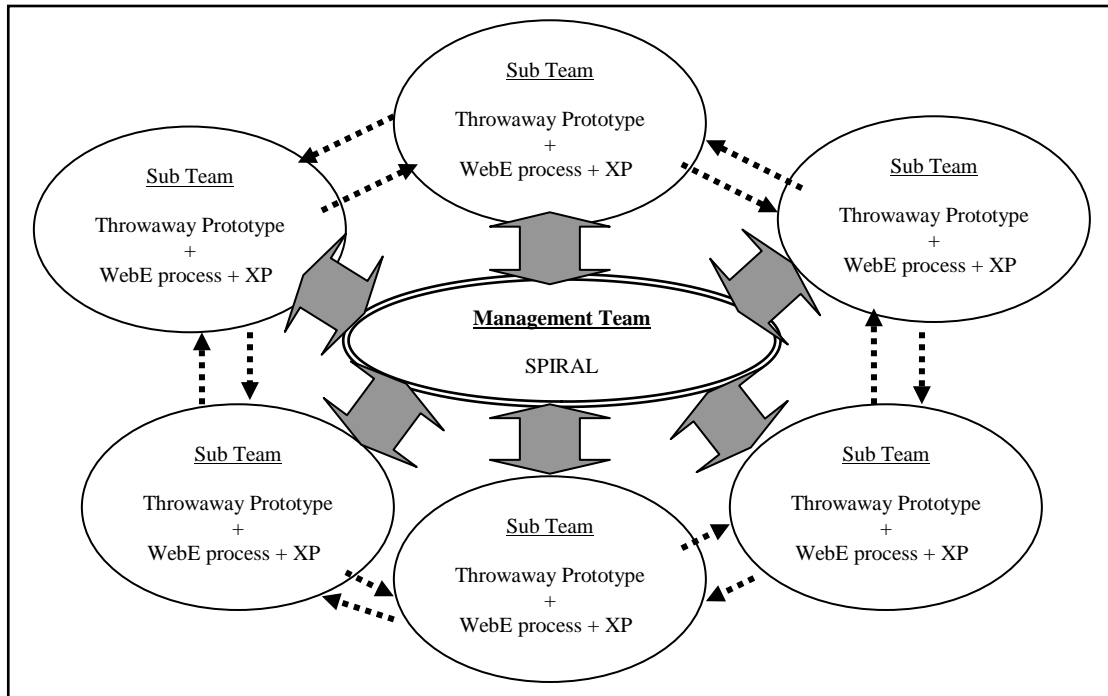 Sub Team
Throwaway Prototype
+
WebE process + XP
Sub Team
Throwaway Prototype
+
WebE process + XP
Sub Team
Throwaway Prototype
+
WebE process + XP
Management Team
SPIRAL
Sub Team
Throwaway Prototype
+
WebE process + XP
Sub Team
Throwaway Prototype
+
WebE process + XP
Sub Team
Throwaway Prototype
+
WebE process + XP